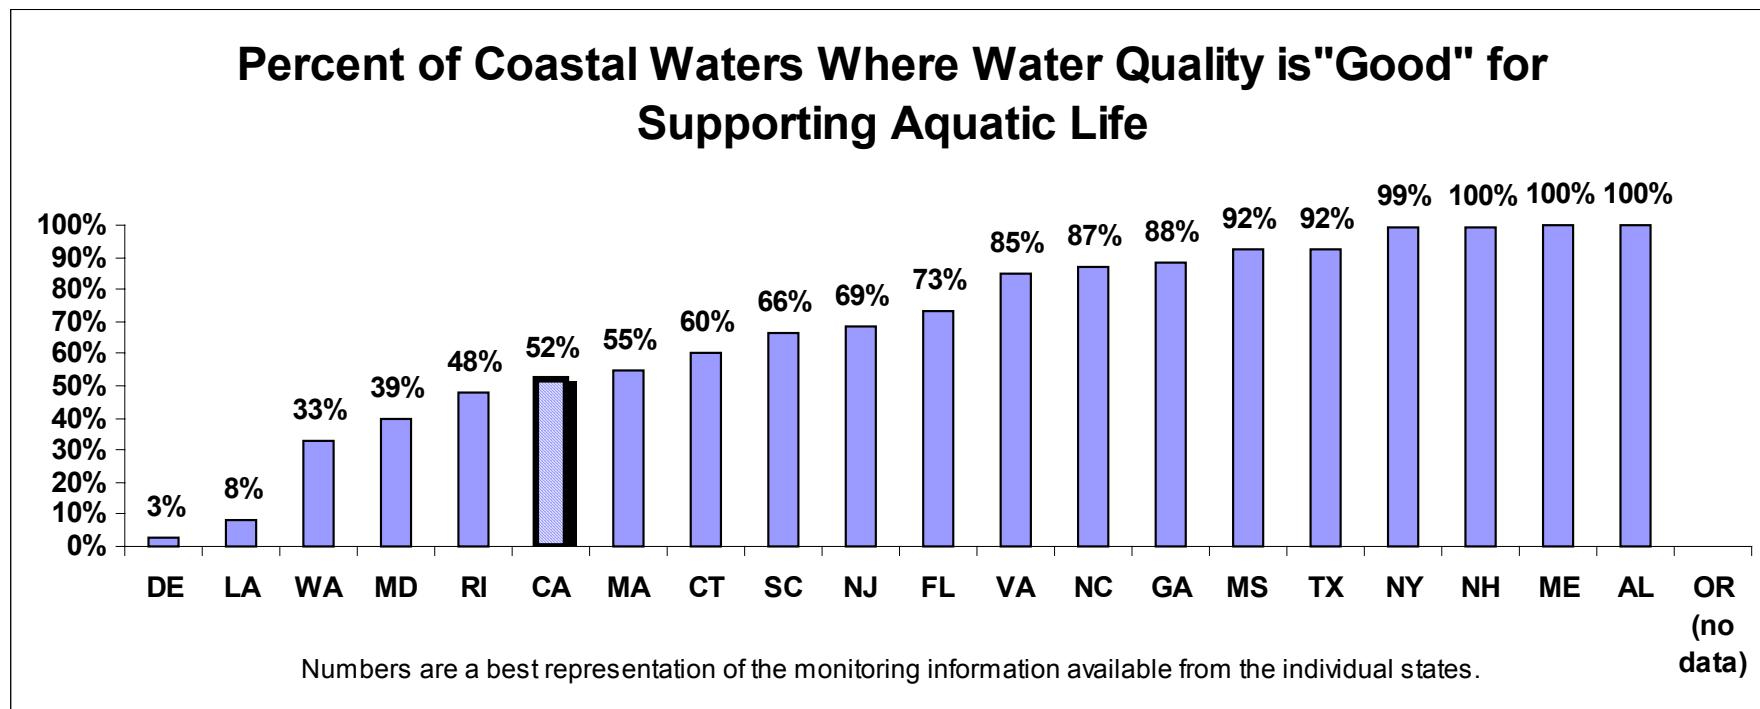 Percent of Coastal Waters Where Water Quality is"Good" for
Supporting Aquatic Life
100%
90%
80%
70%
60%
50%
40%
30%
20%
10%
0%
3%
8%
33%
39%
48%
52%
55%
60%
66%
69%
73%
85%
87%
88%
92%
92%
99%
100%
100%
100%
DE
LA
WA
MD
RI
CA
MA
CT
SC
NJ
FL
VA
NC
GA
MS
TX
NY
NH
ME
AL
OR
(no
data)
Numbers are a best representation of the monitoring information available from the individual states.